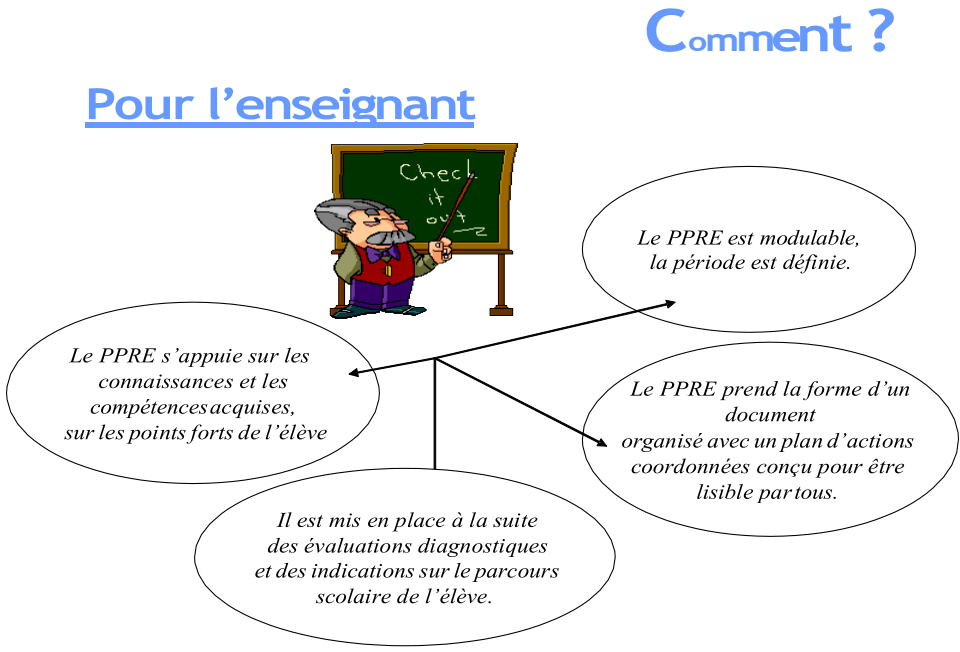 Comment ?
Pour l’enseignant
Check
it
out
Le PPRE est modulable,
la période est définie.
Le PPRE s’appuie sur les
connaissances et les
compétences acquises,
sur les points forts de l’élève
Le PPRE prend la forme d’un
document
organisé avec un plan d’actions
coordonnées conçu pour être
lisible par tous.
Il est mis en place à la suite
des évaluations diagnostiques
et des indications sur le parcours
scolaire de l’élève.